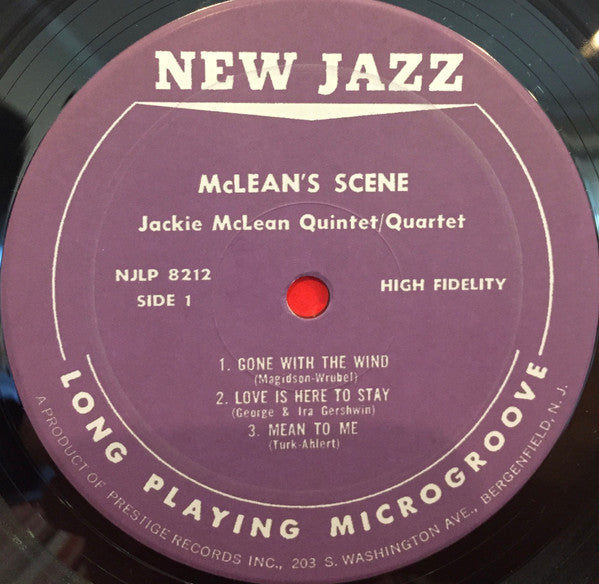 NEW JAZZ
McLEAN'S SCENE
Jackie McLean Quintet/Quartet
NJLP 8212
SIDE 1
HIGH FIDELITY
1. GONE WITH THE WIND
(Magidson-Wrubel)
2. LOVE IS HERE TO STAY
(George & Ira Gershwin)
3. MEAN TO ME
(Turk-Ahlert)
LONG PLAYING MICROGROOVE
A PRODUCT OF PRESTIGE RECORDS INC., 203 S. WASHINGTON AVE., BERGENFIELD, N. J.